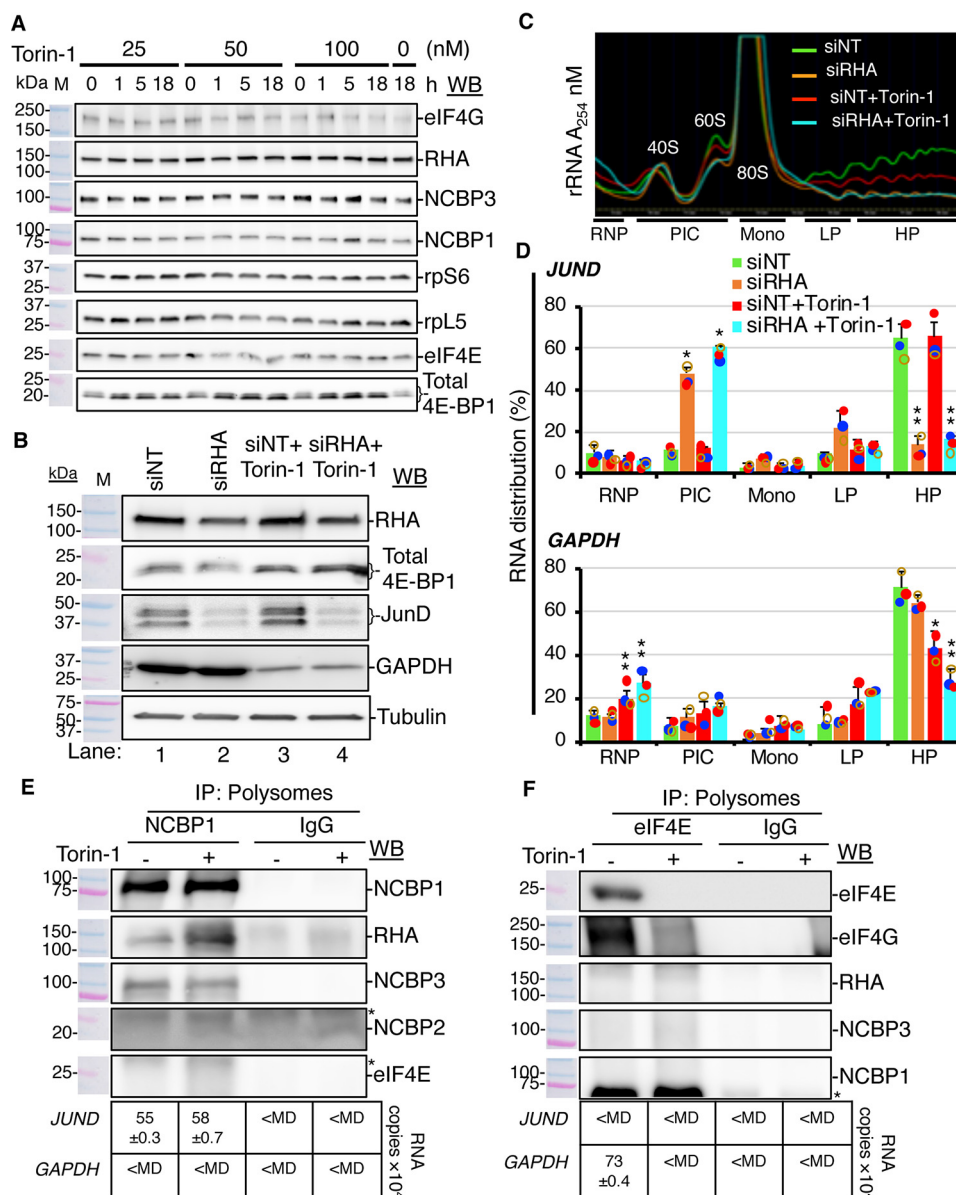 A
Torin-1 25 50 100 0 (nM)
kDa M 0 1 5 18 0 1 5 18 0 1 5 18 18 h WB
250-
150-
-eIF4G
150-
100-
-RHA
100-
-NCBP3
100-
75-
-NCBP1
37-
25-
-rpS6
37-
25-
-rpL5
37-
25-
-eIF4E
25-
20-
Total
4E-BP1
B
kDa M siNT siRHA siNT+ Torin-1 siRHA+ Torin-1 WB
150-
100-
-RHA
25-
20-
Total
4E-BP1
50-
37-
JunD
37-
25-
-GAPDH
75-
50-
37-
-Tubulin
Lane: 1 2 3 4
C
rRNA A254 nM
40S
60S
80S
siNT
siRHA
siNT+Torin-1
siRHA+Torin-1
RNP PIC Mono LP HP
D
RNA distribution (%)
JUND
siNT
siRHA
siNT+Torin-1
siRHA +Torin-1
80
60
40
20
0
* * ** **
RNP PIC Mono LP HP
GAPDH
80
60
40
20
0
** ** * **
RNP PIC Mono LP HP
E
IP: Polysomes
NCBP1 IgG
Torin-1 - + - + WB
100-
75-
-NCBP1
150-
100-
-RHA
100-
-NCBP3
20-
*
-NCBP2
25-
*
-eIF4E
JUND 55 ±0.3 58 ±0.7 <MD <MD
GAPDH <MD <MD <MD <MD
RNA
F
IP: Polysomes
eIF4E IgG
Torin-1 - + - + WB
25-
-eIF4E
250-
150-
-eIF4G
150-
100-
-RHA
100-
-NCBP3
100-
75-
-NCBP1
*
JUND <MD <MD <MD <MD
GAPDH 73 ±0.4 <MD <MD <MD
RNA